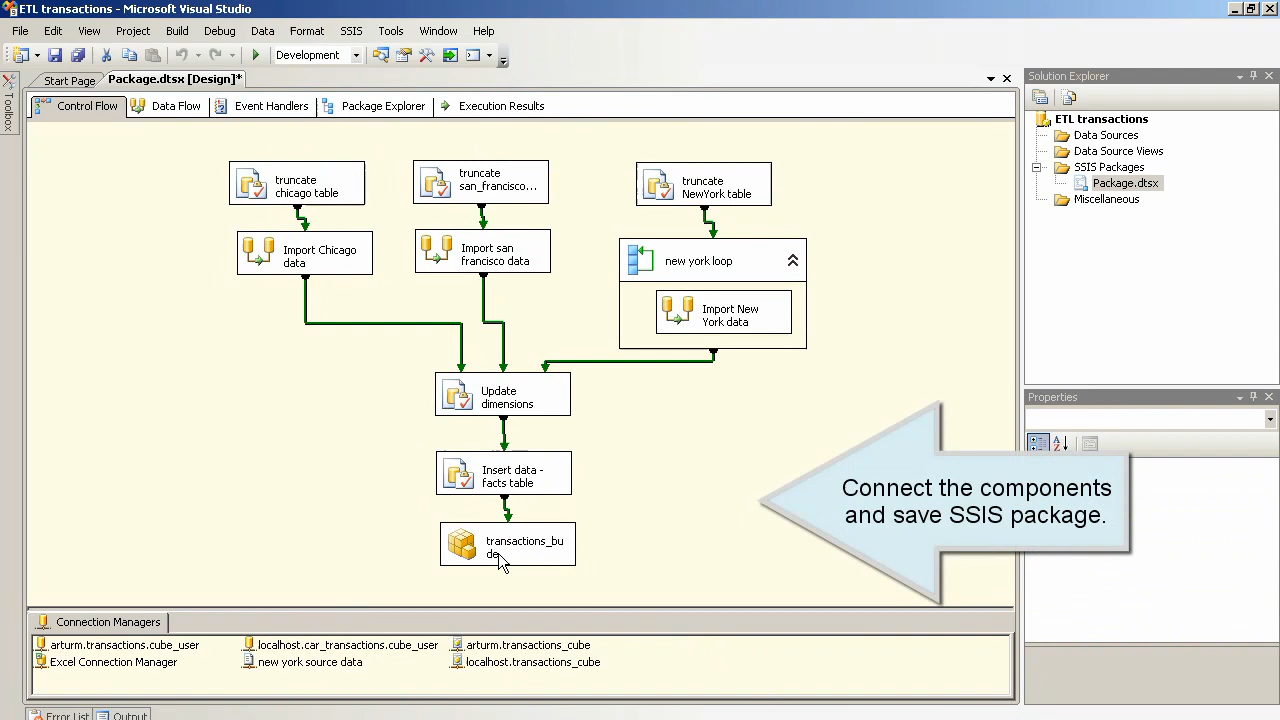 ETL transactions - Microsoft Visual Studio
File Edit View Project Build Debug Data Format SSIS Tools Window Help
Development
Toolbox
Start Page Package.dtsx [Design]*
Control Flow Data Flow Event Handlers Package Explorer Execution Results
truncate
chicago table
truncate
san_francisco...
truncate
NewYork table
Import Chicago
data
Import san
francisco data
new york loop
Import New
York data
Update
dimensions
Insert data -
facts table
transactions_bu
Connect the components
and save SSIS package.
Connection Managers
arturm.transactions.cube_user localhost.car_transactions.cube_user arturm.transactions_cube
Excel Connection Manager new york source data localhost.transactions_cube
Error List Output
Solution Explorer
ETL transactions
Data Sources
Data Source Views
SSIS Packages
Package.dtsx
Miscellaneous
Properties